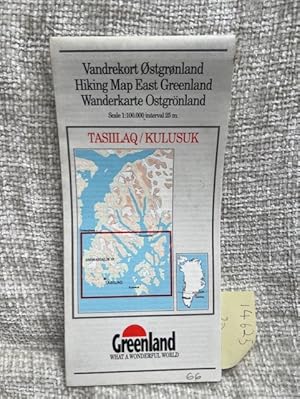 Vandrekort Østgrønland
Hiking Map East Greenland
Wanderkarte Ostgrönland
Scale 1:100.000, interval 25 m.
TASIILAQ / KULUSUK
Greenland
WHAT A WONDERFUL WORLD
66
14623